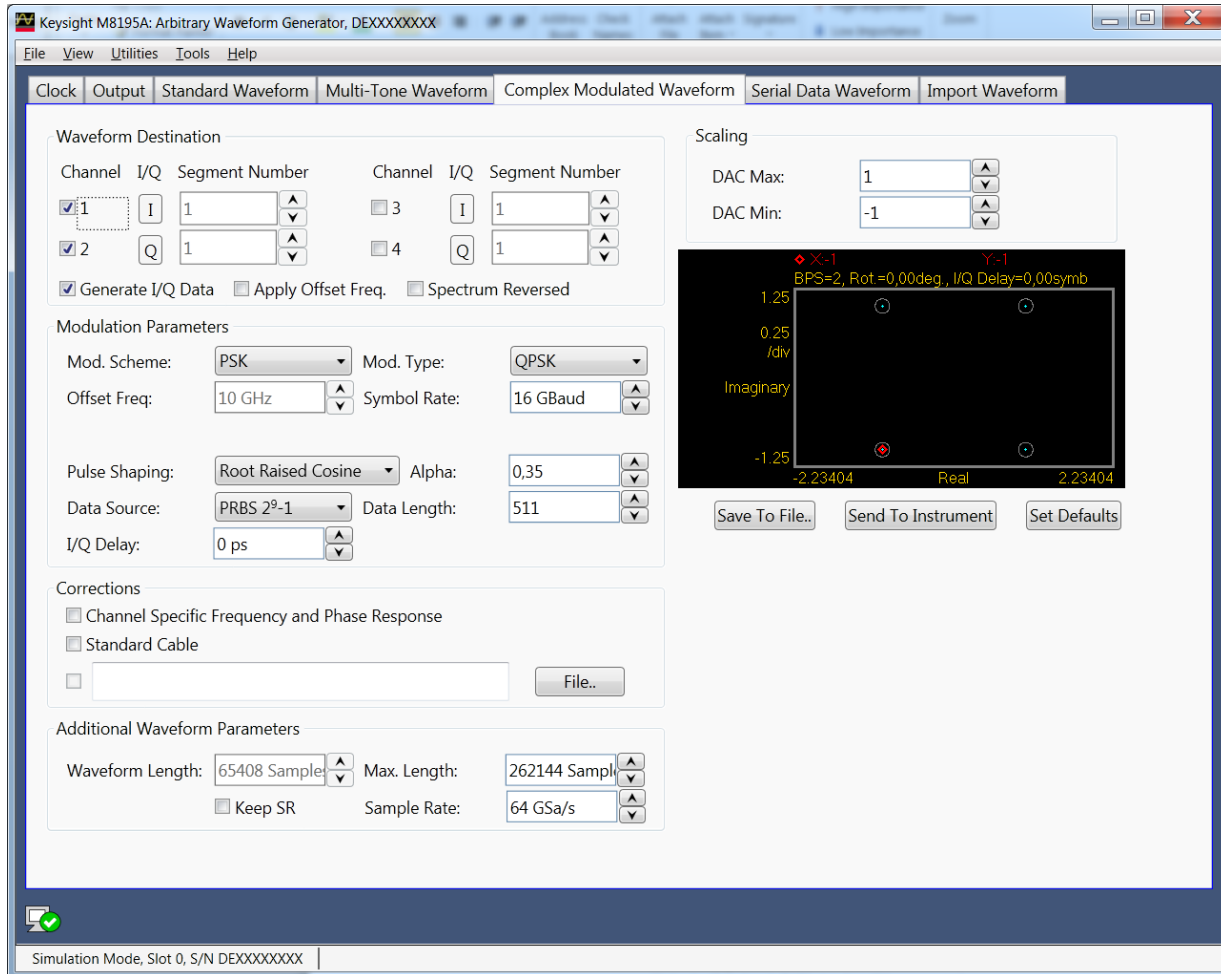 Keysight M8195A: Arbitrary Waveform Generator, DEXXXXXXXX
File View Utilities Tools Help
Clock Output Standard Waveform Multi-Tone Waveform Complex Modulated Waveform Serial Data Waveform Import Waveform
Waveform Destination
Channel I/Q Segment Number Channel I/Q Segment Number
1 I 1 3 I 1
2 Q 1 4 Q 1
Generate I/Q Data Apply Offset Freq. Spectrum Reversed
Modulation Parameters
Mod. Scheme: PSK Mod. Type: QPSK
Offset Freq: 10 GHz Symbol Rate: 16 GBaud
Pulse Shaping: Root Raised Cosine Alpha: 0,35
Data Source: PRBS 2⁹-1 Data Length: 511
I/Q Delay: 0 ps
Corrections
Channel Specific Frequency and Phase Response
Standard Cable
File..
Additional Waveform Parameters
Waveform Length: 65408 Samples Max. Length: 262144 Sampl
Keep SR Sample Rate: 64 GSa/s
Scaling
DAC Max: 1
DAC Min: -1
X:-1 Y:-1
BPS=2, Rot.=0,00deg., I/Q Delay=0,00symb
1.25
0.25
/div
Imaginary
-1.25
-2.23404 Real 2.23404
Save To File.. Send To Instrument Set Defaults
Simulation Mode, Slot 0, S/N DEXXXXXXXX